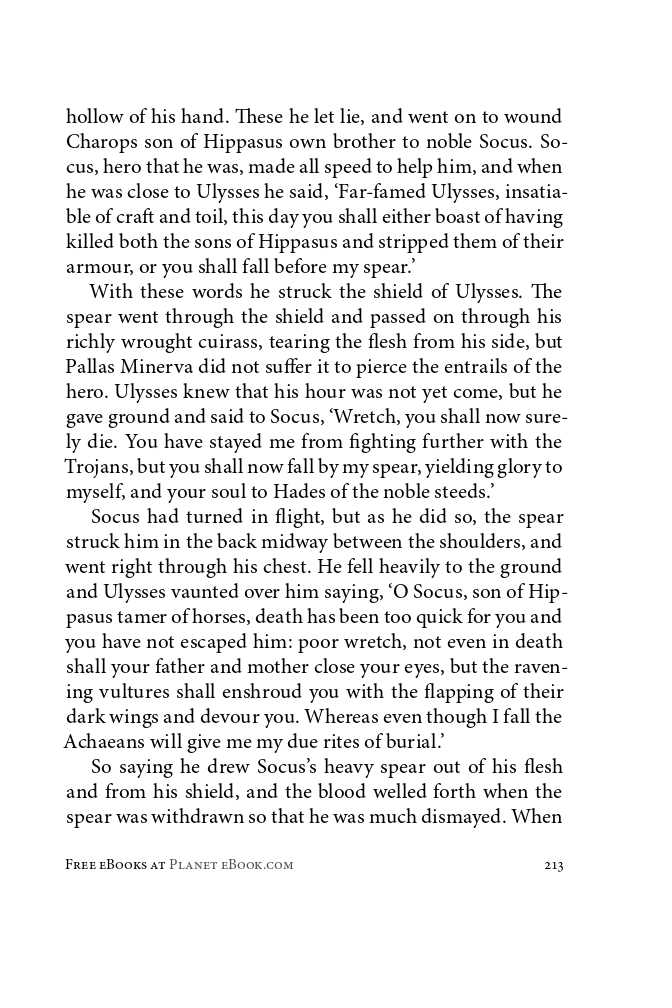 hollow of his hand. These he let lie, and went on to wound
Charops son of Hippasus own brother to noble Socus. So-
cus, hero that he was, made all speed to help him, and when
he was close to Ulysses he said, ‘Far-famed Ulysses, insatia-
ble of craft and toil, this day you shall either boast of having
killed both the sons of Hippasus and stripped them of their
armour, or you shall fall before my spear.’
With these words he struck the shield of Ulysses. The
spear went through the shield and passed on through his
richly wrought cuirass, tearing the flesh from his side, but
Pallas Minerva did not suffer it to pierce the entrails of the
hero. Ulysses knew that his hour was not yet come, but he
gave ground and said to Socus, ‘Wretch, you shall now sure-
ly die. You have stayed me from fighting further with the
Trojans, but you shall now fall by my spear, yielding glory to
myself, and your soul to Hades of the noble steeds.’
Socus had turned in flight, but as he did so, the spear
struck him in the back midway between the shoulders, and
went right through his chest. He fell heavily to the ground
and Ulysses vaunted over him saying, ‘O Socus, son of Hip-
pasus tamer of horses, death has been too quick for you and
you have not escaped him: poor wretch, not even in death
shall your father and mother close your eyes, but the raven-
ing vultures shall enshroud you with the flapping of their
dark wings and devour you. Whereas even though I fall the
Achaeans will give me my due rites of burial.’
So saying he drew Socus’s heavy spear out of his flesh
and from his shield, and the blood welled forth when the
spear was withdrawn so that he was much dismayed. When
Free eBooks at Planet eBook.com
213